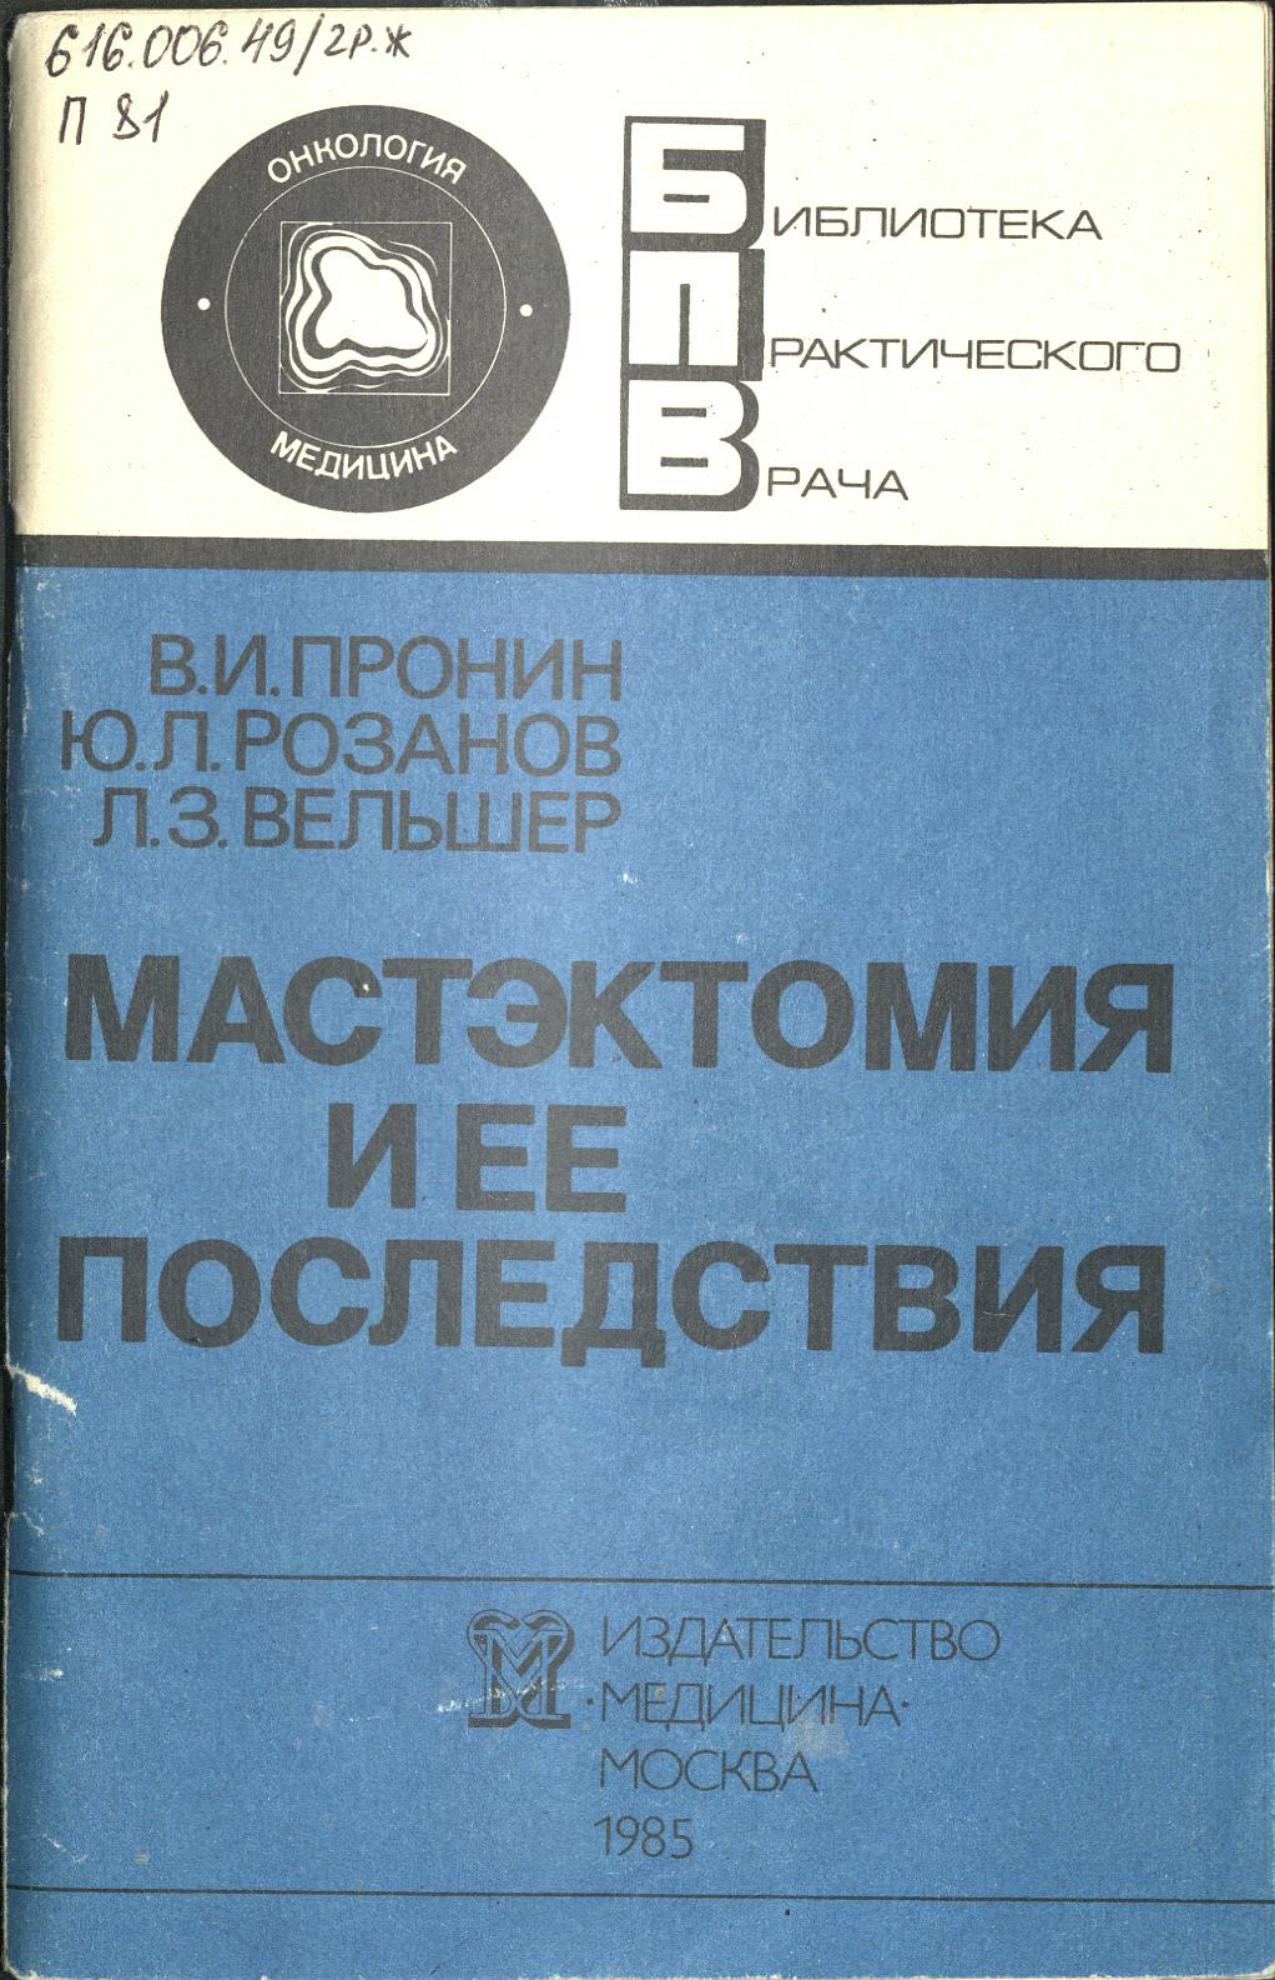 616.006.49/гр.ж
П 81
ОНКОЛОГИЯ
МЕДИЦИНА
БИБЛИОТЕКА
ПРАКТИЧЕСКОГО
ВРАЧА
В.И.ПРОНИН
Ю.Л.РОЗАНОВ
Л.З.ВЕЛЬШЕР
МАСТЭКТОМИЯ
И ЕЕ
ПОСЛЕДСТВИЯ
ИЗДАТЕЛЬСТВО
·МЕДИЦИНА·
МОСКВА
1985